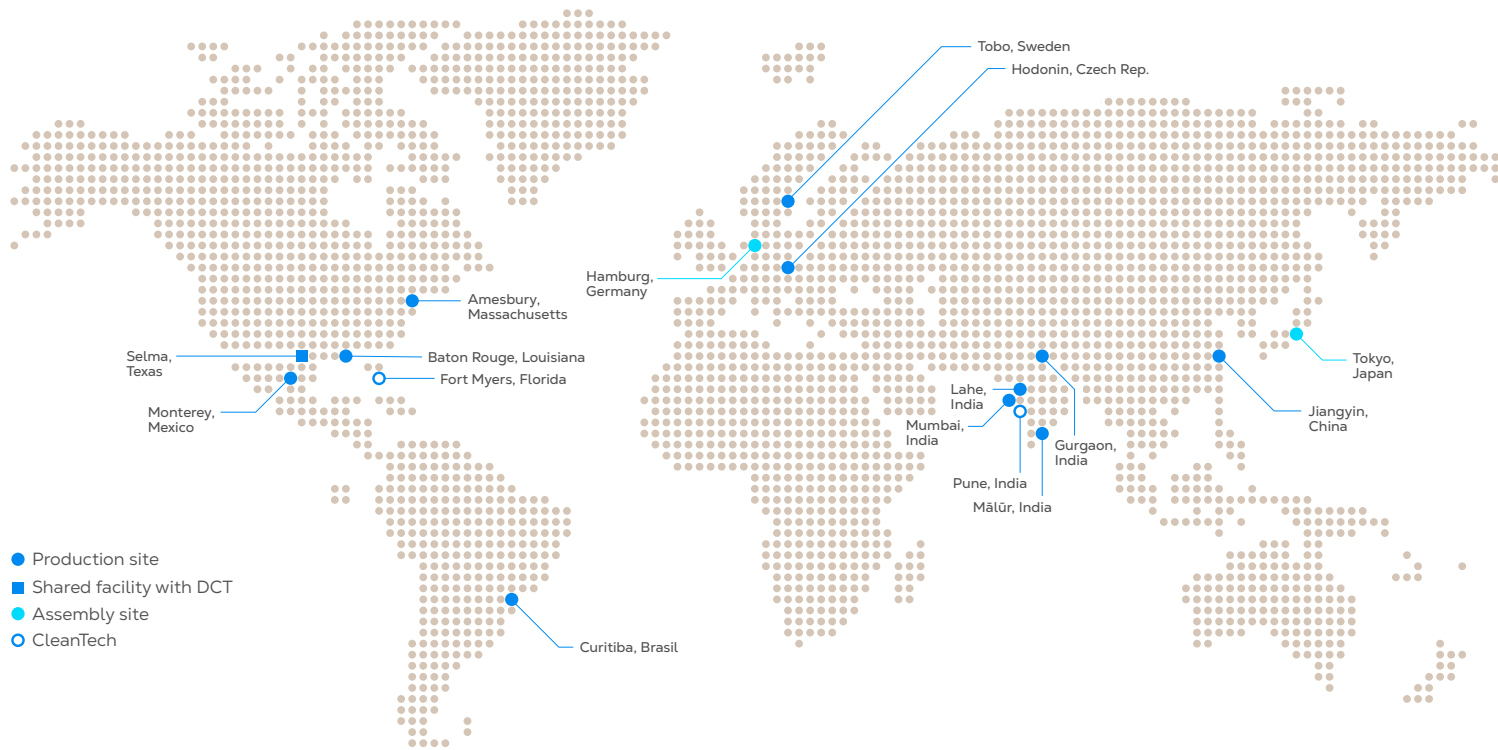 Tobo, Sweden
Hodonin, Czech Rep.
Hamburg,
Germany
Amesbury,
Massachusetts
Selma,
Texas
Baton Rouge, Louisiana
Fort Myers, Florida
Monterey,
Mexico
Tokyo,
Japan
Lahe,
India
Mumbai,
India
Gurgaon,
India
Jiangyin,
China
Pune, India
Mālūr, India
Production site
Shared facility with DCT
Assembly site
CleanTech
Curitiba, Brasil